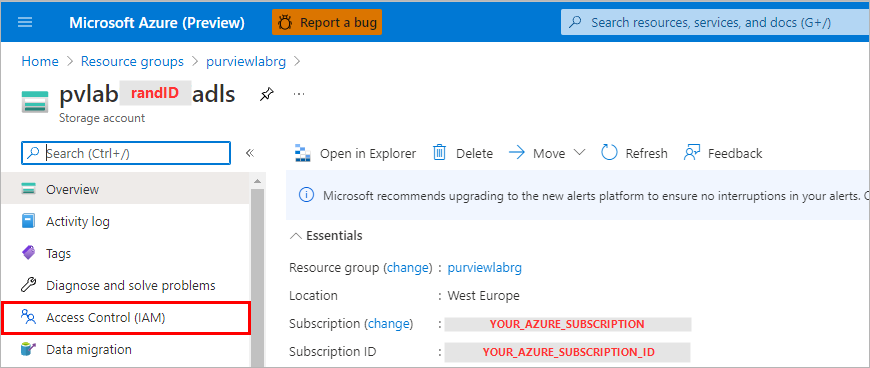 Microsoft Azure (Preview) Report a bug Search resources, services, and docs (G+/)
Home > Resource groups > purviewlabrg >
pvlab randID adls ...
Storage account
Search (Ctrl+/) «
Open in Explorer Delete Move Refresh Feedback
Overview
Activity log
Tags
Diagnose and solve problems
Access Control (IAM)
Data migration
Microsoft recommends upgrading to the new alerts platform to ensure no interruptions in your alerts.
Essentials
Resource group (change) : purviewlabrg
Location : West Europe
Subscription (change) : YOUR_AZURE_SUBSCRIPTION
Subscription ID : YOUR_AZURE_SUBSCRIPTION_ID